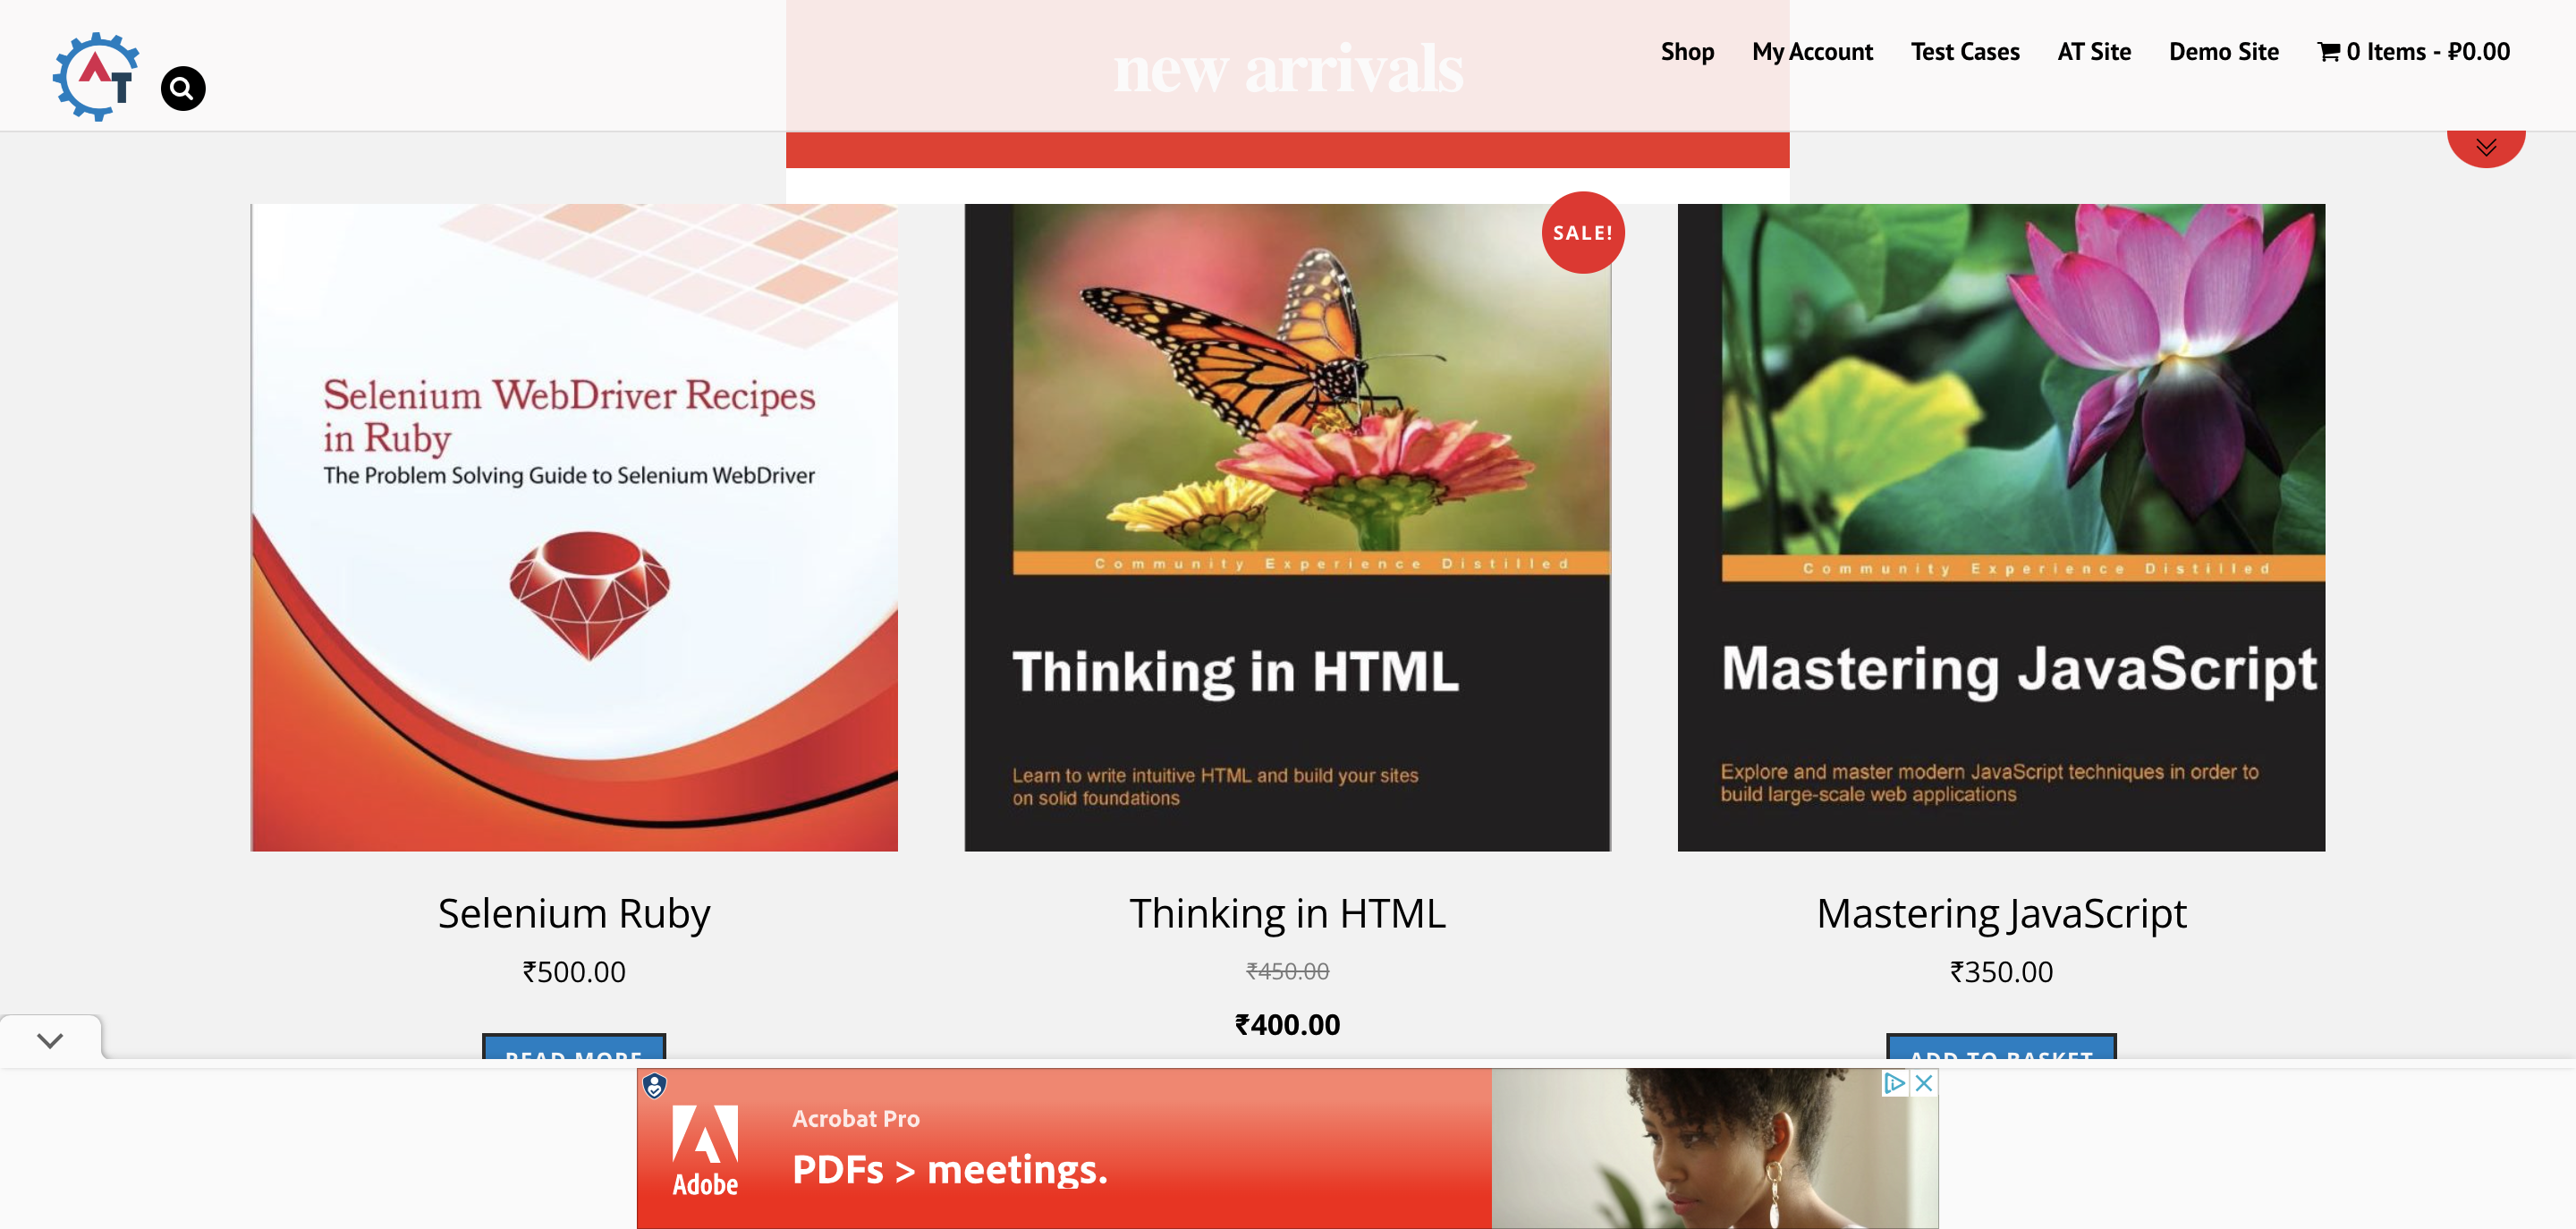 AT
new arrivals
Shop My Account Test Cases AT Site Demo Site 0 Items - ₽0.00
SALE!
Selenium WebDriver Recipes
in Ruby
The Problem Solving Guide to Selenium WebDriver
Community Experience Distilled
Thinking in HTML
Learn to write intuitive HTML and build your sites
on solid foundations
Community Experience Distilled
Mastering JavaScript
Explore and master modern JavaScript techniques in order to
build large-scale web applications
Selenium Ruby
₹500.00
Thinking in HTML
₹450.00
₹400.00
Mastering JavaScript
₹350.00
READ MORE
ADD TO BASKET
Adobe
Acrobat Pro
PDFs > meetings.